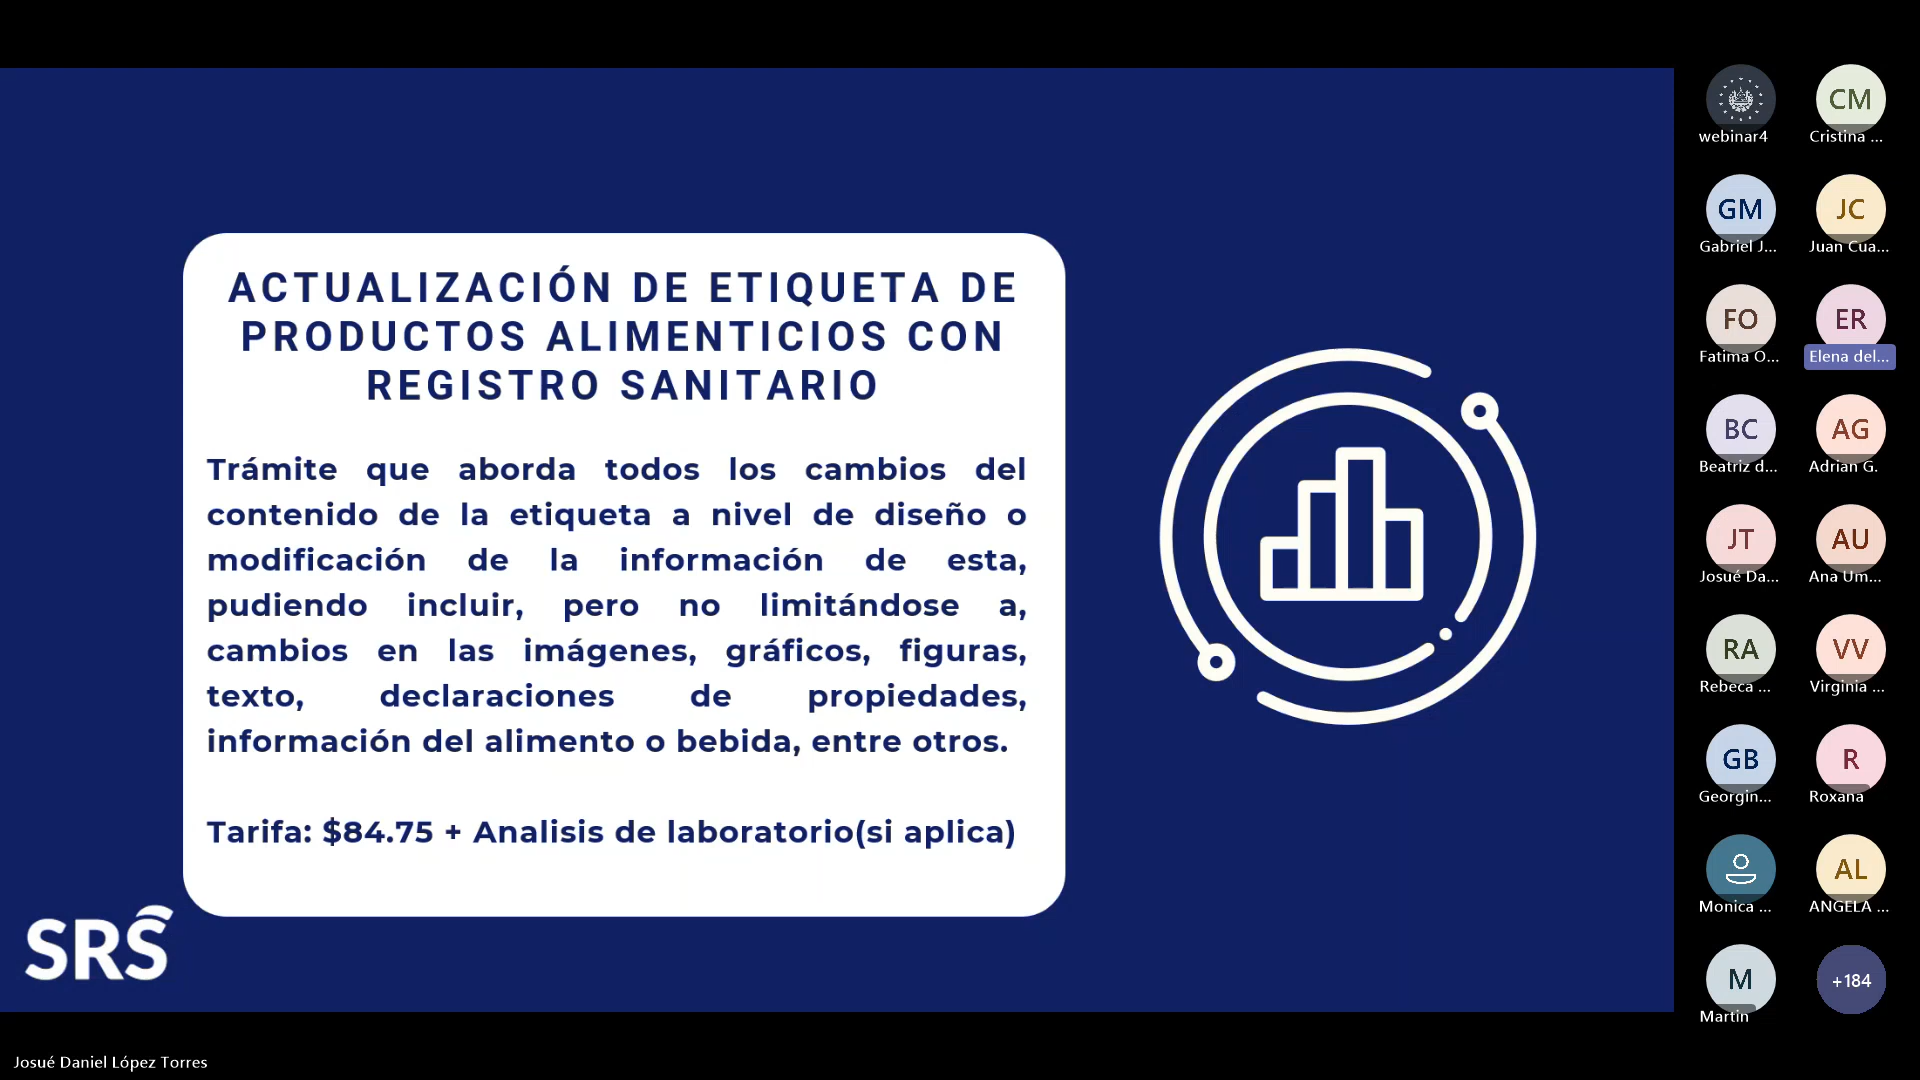 ACTUALIZACIÓN DE ETIQUETA DE
PRODUCTOS ALIMENTICIOS CON
REGISTRO SANITARIO
Trámite que aborda todos los cambios del
contenido de la etiqueta a nivel de diseño o
modificación de la información de esta,
pudiendo incluir, pero no limitándose a,
cambios en las imágenes, gráficos, figuras,
texto, declaraciones de propiedades,
información del alimento o bebida, entre otros.
Tarifa: $84.75 + Analisis de laboratorio(si aplica)
SRS
Josué Daniel López Torres
webinar4
CM
Cristina ...
GM
Gabriel J...
JC
Juan Cua...
FO
Fatima O...
ER
Elena del...
BC
Beatriz d...
AG
Adrian G.
JT
Josué Da...
AU
Ana Um...
RA
Rebeca ...
VV
Virginia ...
GB
Georgin...
R
Roxana
Monica ...
AL
ANGELA ...
M
Martin
+184